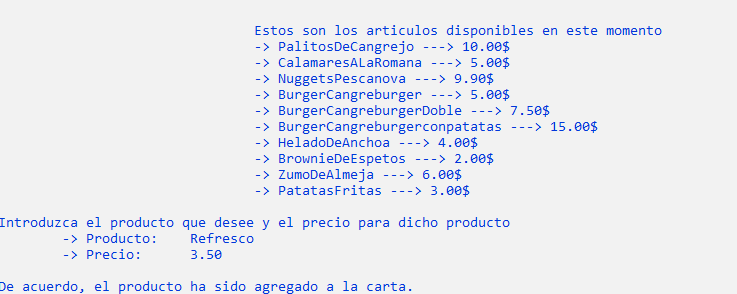 Estos son los articulos disponibles en este momento
-> PalitosDeCangrejo ---> 10.00$
-> CalamaresALaRomana ---> 5.00$
-> NuggetsPescanova ---> 9.90$
-> BurgerCangreburger ---> 5.00$
-> BurgerCangreburgerDoble ---> 7.50$
-> BurgerCangreburgerconpatatas ---> 15.00$
-> HeladoDeAnchoa ---> 4.00$
-> BrownieDeEspetos ---> 2.00$
-> ZumoDeAlmeja ---> 6.00$
-> PatatasFritas ---> 3.00$
Introduzca el producto que desee y el precio para dicho producto
-> Producto: Refresco
-> Precio: 3.50
De acuerdo, el producto ha sido agregado a la carta.